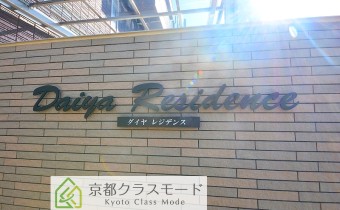 Daiya Residence
ダイヤ レジデンス
京都クラスモード
Kyoto Class Mode